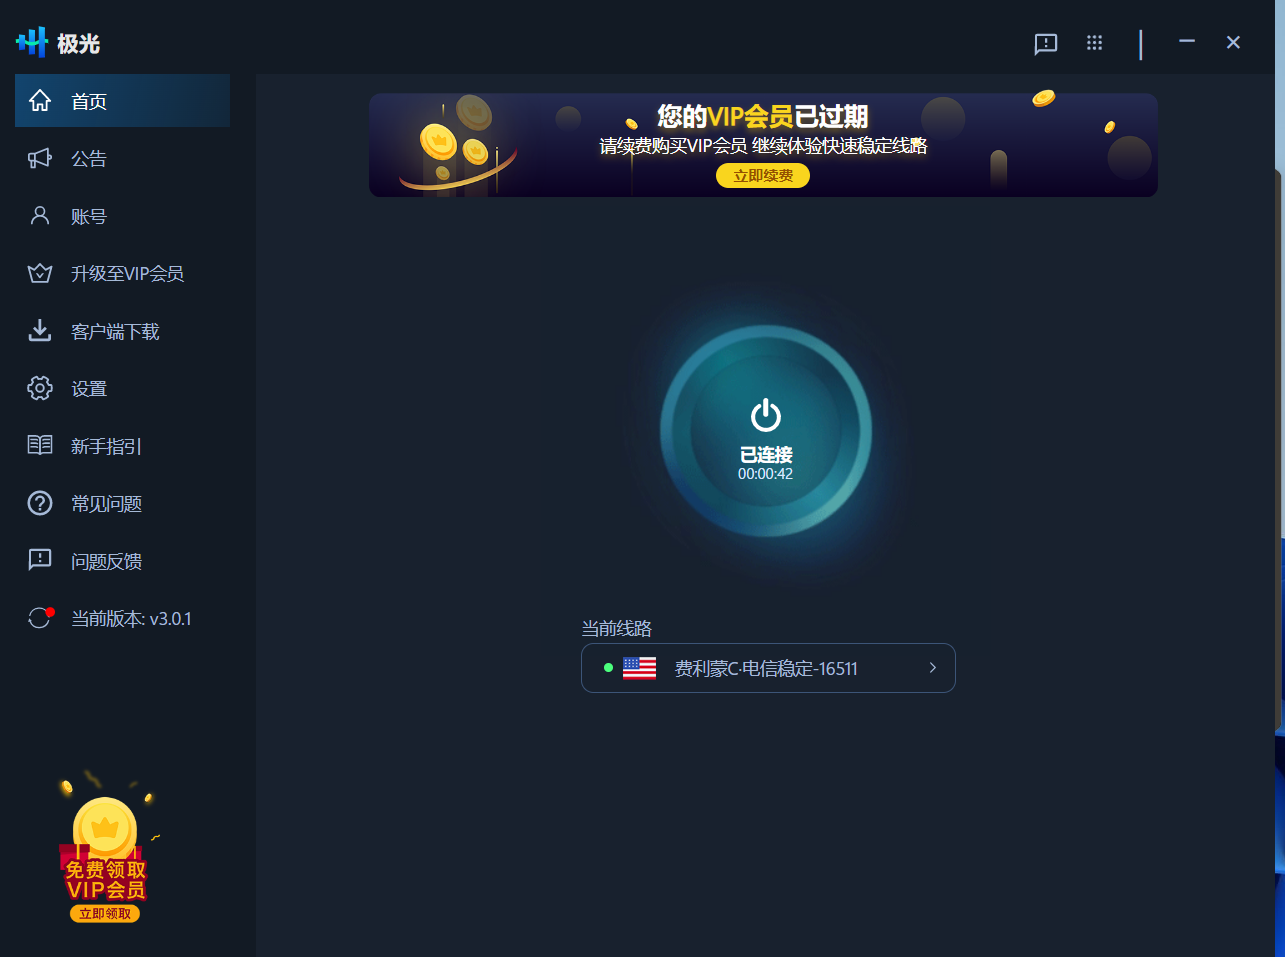 极光
首页
公告
账号
升级至VIP会员
客户端下载
设置
新手指引
常见问题
问题反馈
当前版本: v3.0.1
免费领取
VIP会员
立即领取
您的VIP会员已过期
请续费购买VIP会员 继续体验快速稳定线路
立即续费
已连接
00:00:42
当前线路
费利蒙C·电信稳定-16511